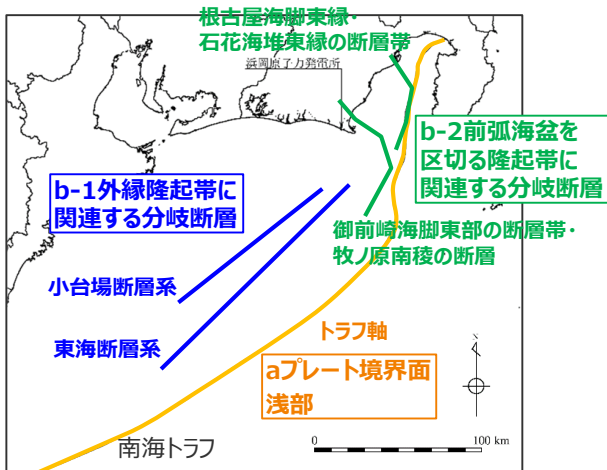 根古屋海脚東縁・
石花海堆東縁の断層帯
浜岡原子力発電所
b-2前弧海盆を
区切る隆起帯に
関連する分岐断層
b-1外縁隆起帯に
関連する分岐断層
御前崎海脚東部の断層帯・
牧ノ原南稜の断層
小台場断層系
東海断層系
トラフ軸
aプレート境界面
浅部
南海トラフ
N
0 100 km